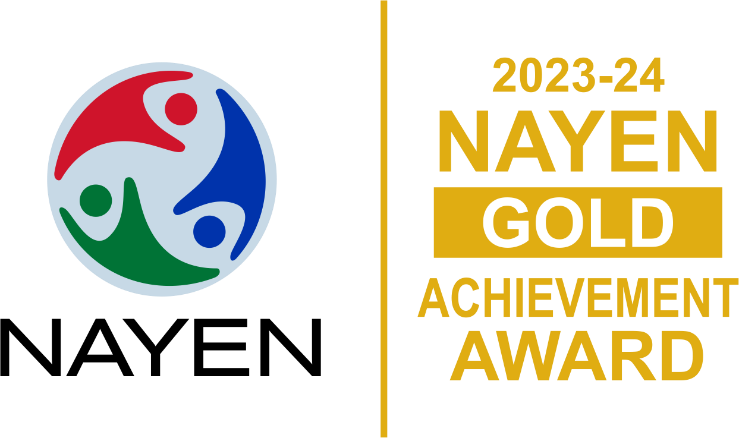 NAYEN
2023-24
NAYEN
GOLD
ACHIEVEMENT
AWARD